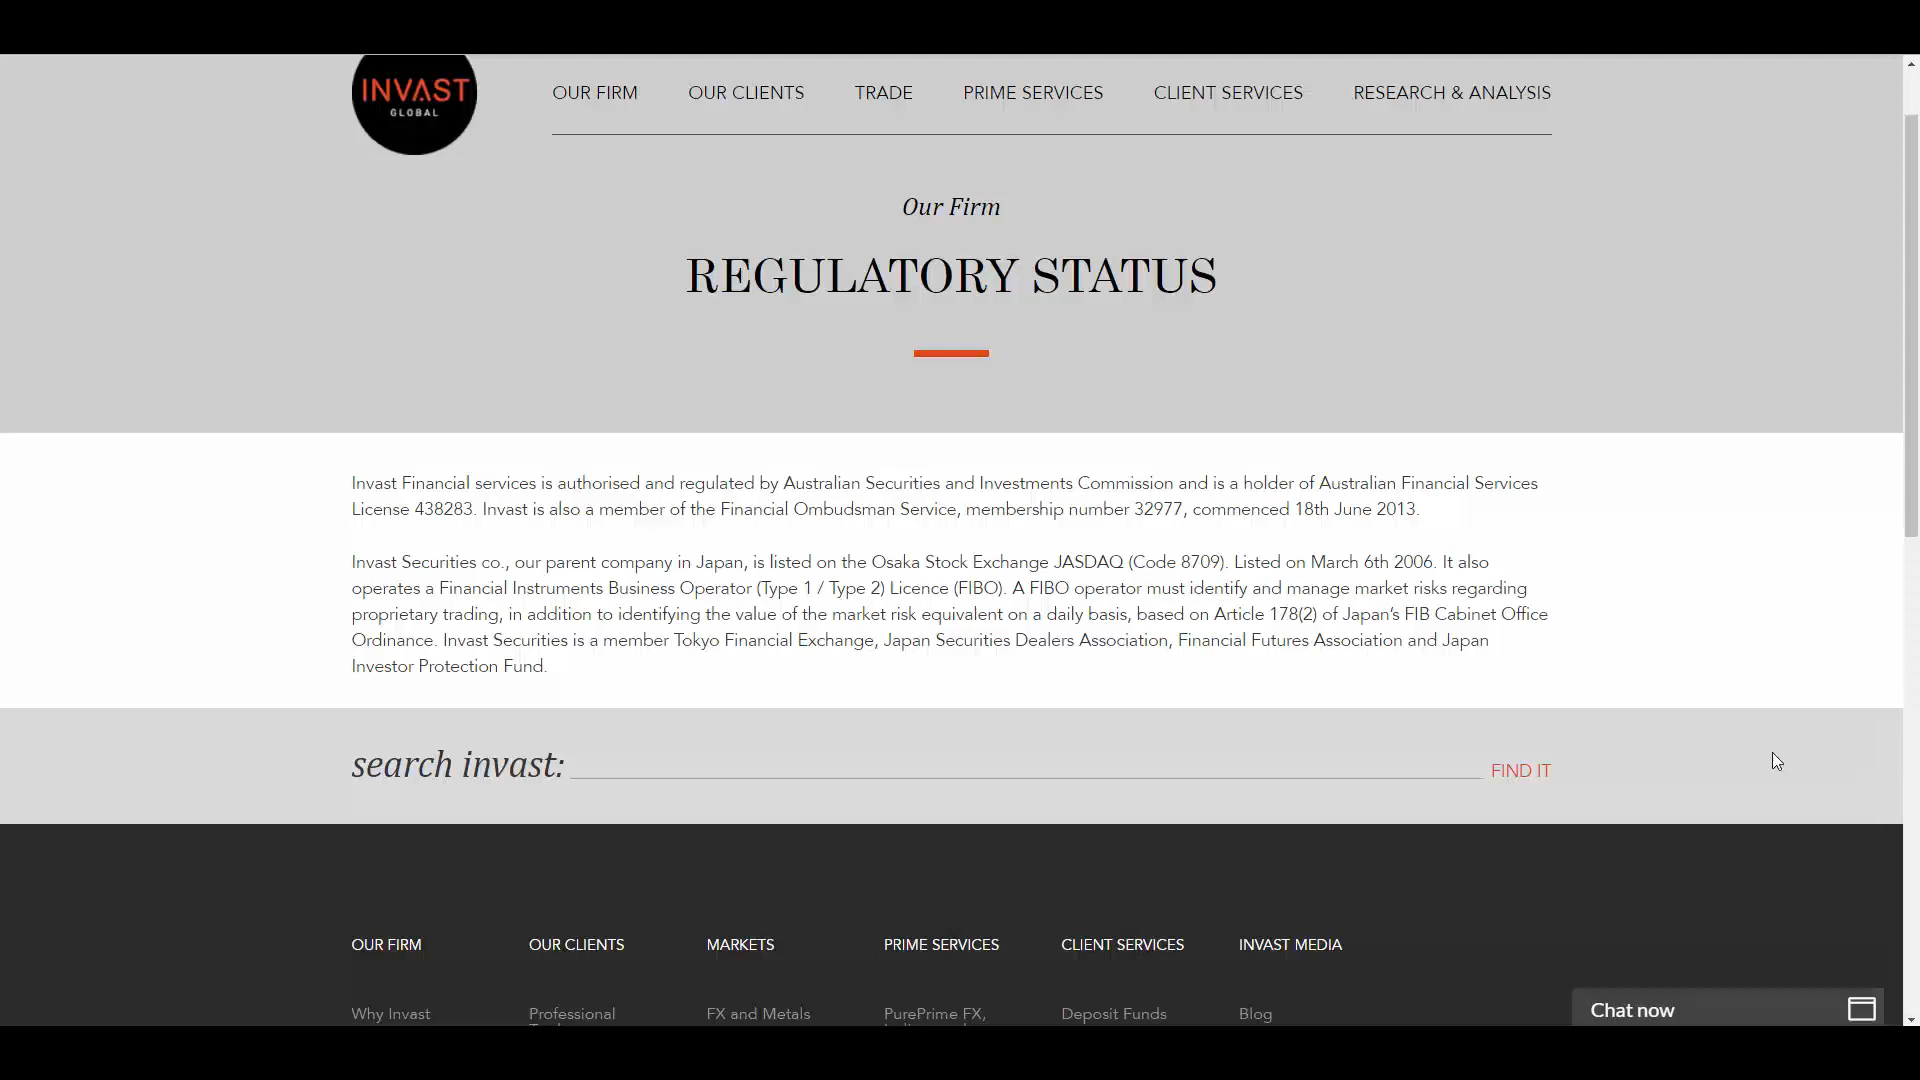 INVAST
GLOBAL
OUR FIRM OUR CLIENTS TRADE PRIME SERVICES CLIENT SERVICES RESEARCH & ANALYSIS
Our Firm
REGULATORY STATUS
Invast Financial services is authorised and regulated by Australian Securities and Investments Commission and is a holder of Australian Financial Services
License 438283. Invast is also a member of the Financial Ombudsman Service, membership number 32977, commenced 18th June 2013.
Invast Securities co., our parent company in Japan, is listed on the Osaka Stock Exchange JASDAQ (Code 8709). Listed on March 6th 2006. It also
operates a Financial Instruments Business Operator (Type 1 / Type 2) Licence (FIBO). A FIBO operator must identify and manage market risks regarding
proprietary trading, in addition to identifying the value of the market risk equivalent on a daily basis, based on Article 178(2) of Japan’s FIB Cabinet Office
Ordinance. Invast Securities is a member Tokyo Financial Exchange, Japan Securities Dealers Association, Financial Futures Association and Japan
Investor Protection Fund.
search invast: FIND IT
OUR FIRM OUR CLIENTS MARKETS PRIME SERVICES CLIENT SERVICES INVAST MEDIA
Why Invast Professional FX and Metals PurePrime FX, Deposit Funds Blog
Chat now